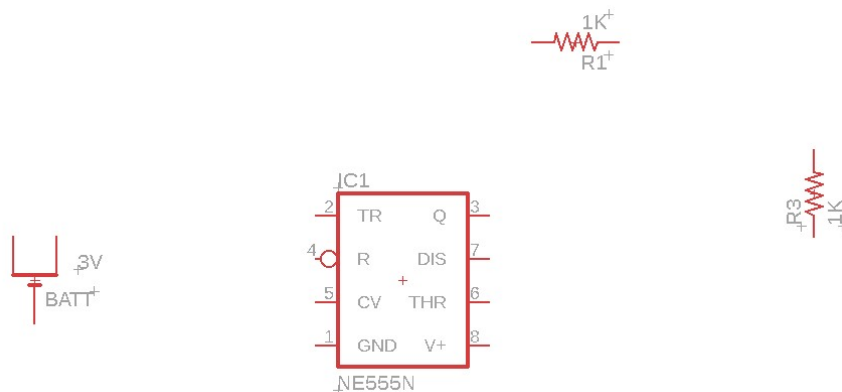 1K
R1
IC1
2 TR Q 3
4 R DIS 7
5 CV THR 6
1 GND V+ 8
NE555N
3V
BATT
R3
1K